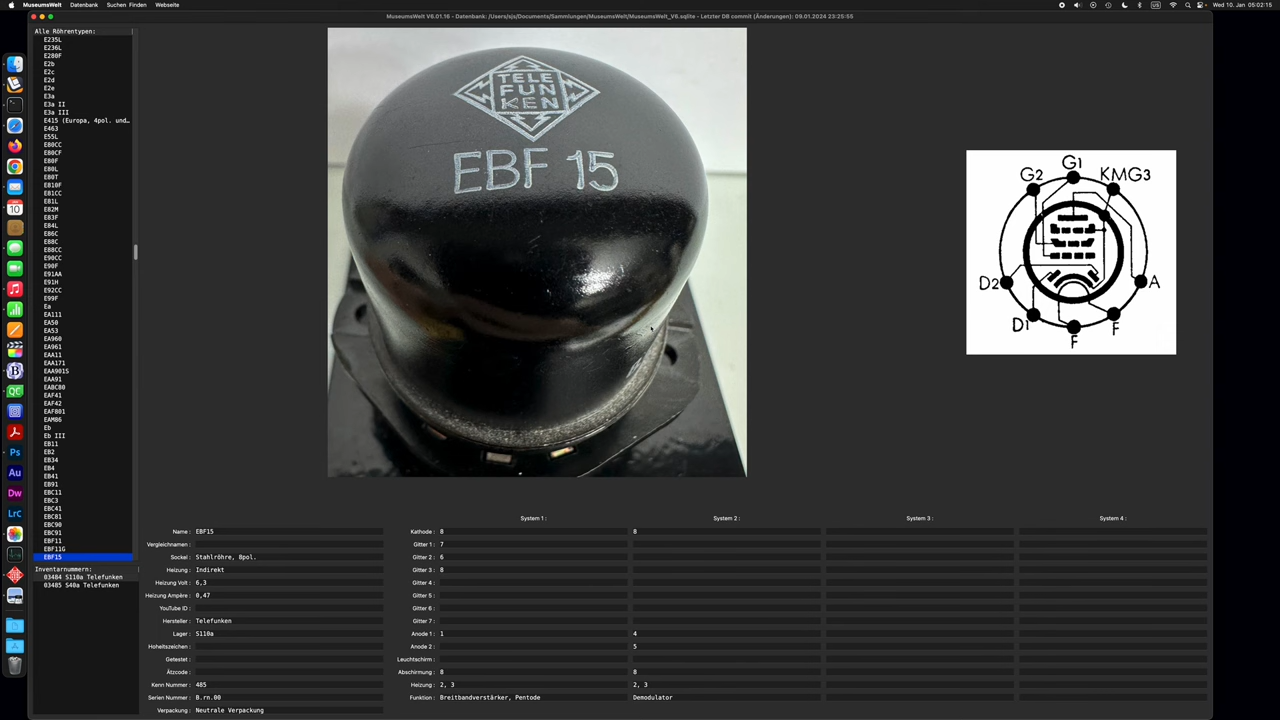 MuseumsWelt Datenbank Suchen Finden Webseite
Wed 10. Jan 05:02:15
MuseumsWelt V6.01.16 - Datenbank: /Users/sjs/Documents/Sammlungen/MuseumsWelt/MuseumsWelt_V6.sqlite - Letzter DB commit (Änderungen): 09.01.2024 23:25:55
Alle Röhrentypen:
E235L
E236L
E280F
E2b
E2c
E2d
E2e
E3a
E3a II
E3a III
E415 (Europa, 4pol. und…
E463
E55L
E80CC
E80CF
E80F
E80L
E80T
E810F
E81CC
E81L
E82M
E83F
E84L
E86C
E88C
E88CC
E90CC
E90F
E91AA
E91H
E92CC
E99F
Ea
EA111
EA50
EA53
EA960
EA961
EAA11
EAA171
EAA901S
EAA91
EABC80
EAF41
EAF42
EAF801
EAM86
Eb
Eb III
EB11
EB2
EB34
EB4
EB41
EB91
EBC11
EBC3
EBC41
EBC81
EBC90
EBC91
EBF11
EBF11G
EBF15
Inventarnummern:
03484 S110a Telefunken
03485 S40a Telefunken
TELE
FUN
KEN
EBF 15
G1
G2 KMG3
D2 A
D1 F
F
System 1 : System 2 : System 3 : System 4 :
Name : EBF15 Kathode : 8 8
Vergleichnamen : Gitter 1 : 7
Sockel : Stahlröhre, 8pol. Gitter 2 : 6
Heizung : Indirekt Gitter 3 : 8
Heizung Volt : 6,3 Gitter 4 :
Heizung Ampère : 0,47 Gitter 5 :
YouTube ID : Gitter 6 :
Hersteller : Telefunken Gitter 7 :
Lager : S110a Anode 1 : 1 4
Hoheitszeichen : Anode 2 : 5
Getestet : Leuchtschirm :
Ätzcode : Abschirmung : 8 8
Kenn Nummer : 485 Heizung : 2, 3 2, 3
Serien Nummer : B.rn.00 Funktion : Breitbandverstärker, Pentode Demodulator
Verpackung : Neutrale Verpackung